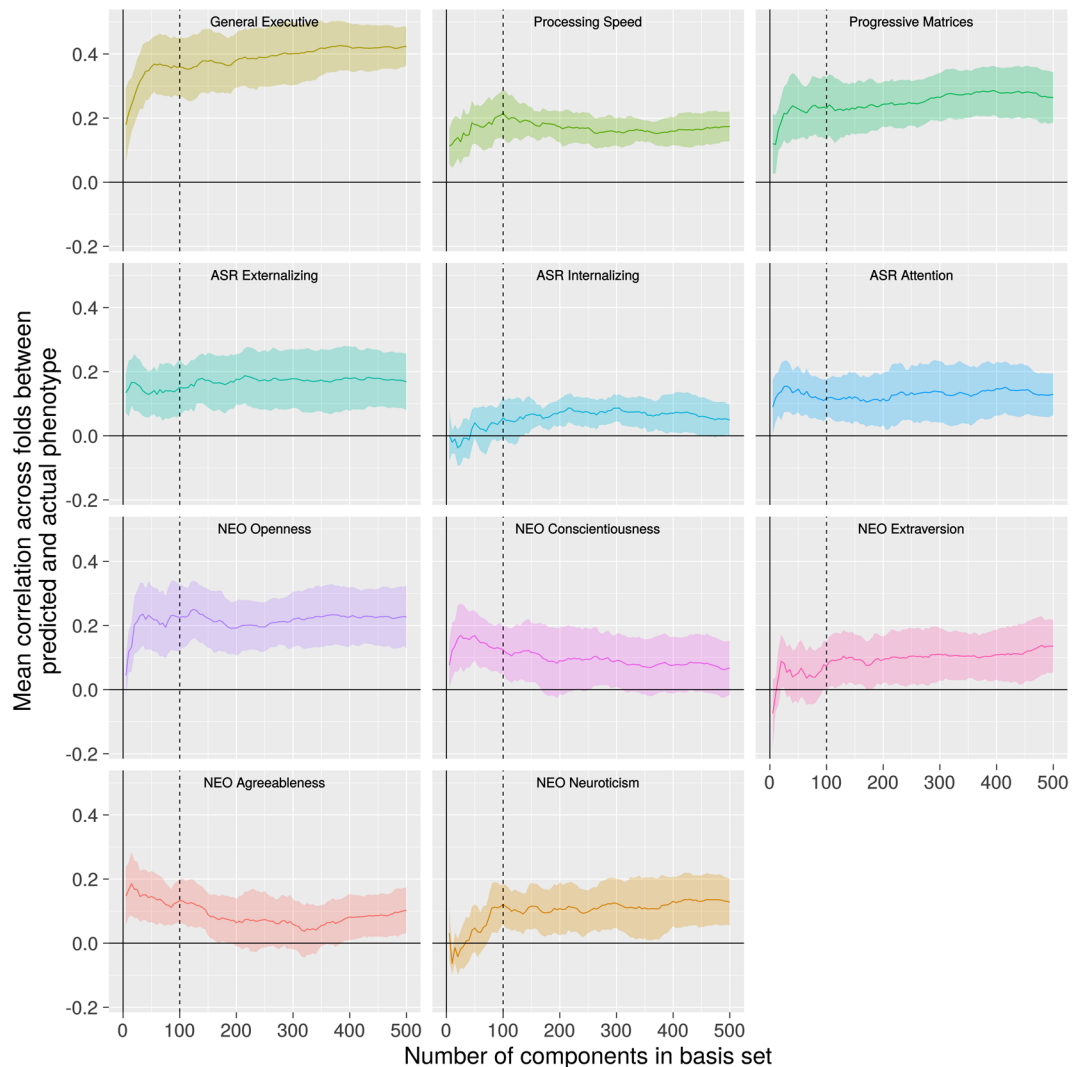 General Executive
Processing Speed
Progressive Matrices
0.4
0.2
0.0
-0.2
ASR Externalizing
ASR Internalizing
ASR Attention
0.4
0.2
0.0
-0.2
Mean correlation across folds between
predicted and actual phenotype
NEO Openness
NEO Conscientiousness
NEO Extraversion
0.4
0.2
0.0
-0.2
0 100 200 300 400 500
NEO Agreeableness
NEO Neuroticism
0.4
0.2
0.0
-0.2
0 100 200 300 400 500
0 100 200 300 400 500
Number of components in basis set